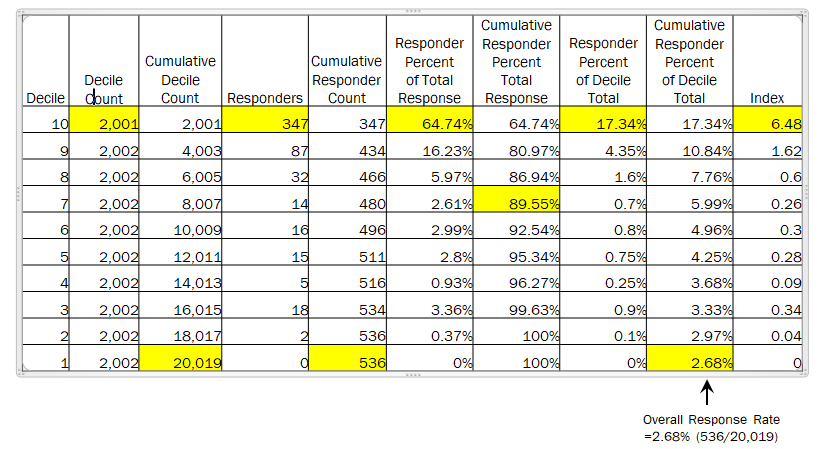 Decile Decile Count Cumulative Decile Count Responders Cumulative Responder Count Responder Percent of Total Response Cumulative Responder Percent Total Response Responder Percent of Decile Total Cumulative Responder Percent of Decile Total Index
10 2,001 2,001 347 347 64.74% 64.74% 17.34% 17.34% 6.48
9 2,002 4,003 87 434 16.23% 80.97% 4.35% 10.84% 1.62
8 2,002 6,005 32 466 5.97% 86.94% 1.6% 7.76% 0.6
7 2,002 8,007 14 480 2.61% 89.55% 0.7% 5.99% 0.26
6 2,002 10,009 16 496 2.99% 92.54% 0.8% 4.96% 0.3
5 2,002 12,011 15 511 2.8% 95.34% 0.75% 4.25% 0.28
4 2,002 14,013 5 516 0.93% 96.27% 0.25% 3.68% 0.09
3 2,002 16,015 18 534 3.36% 99.63% 0.9% 3.33% 0.34
2 2,002 18,017 2 536 0.37% 100% 0.1% 2.97% 0.04
1 2,002 20,019 0 536 0% 100% 0% 2.68% 0
Overall Response Rate
=2.68% (536/20,019)